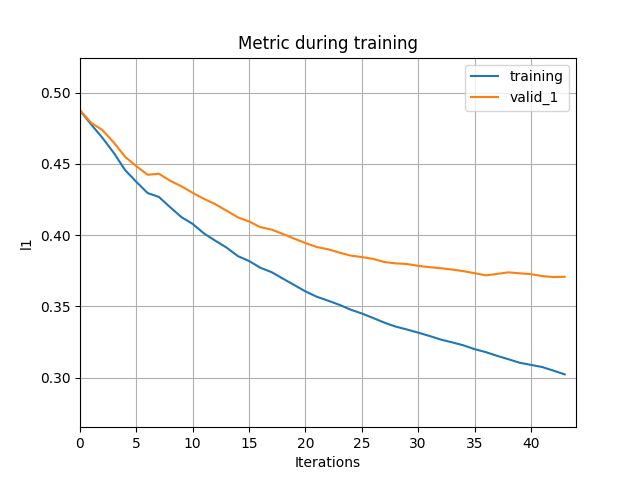 Metric during training
training
valid_1
0.50
0.45
0.40
0.35
0.30
l1
0 5 10 15 20 25 30 35 40
Iterations